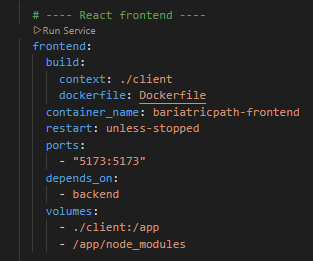 # ---- React frontend ----
▷Run Service
frontend:
  build:
    context: ./client
    dockerfile: Dockerfile
  container_name: bariatricpath-frontend
  restart: unless-stopped
  ports:
    - "5173:5173"
  depends_on:
    - backend
  volumes:
    - ./client:/app
    - /app/node_modules